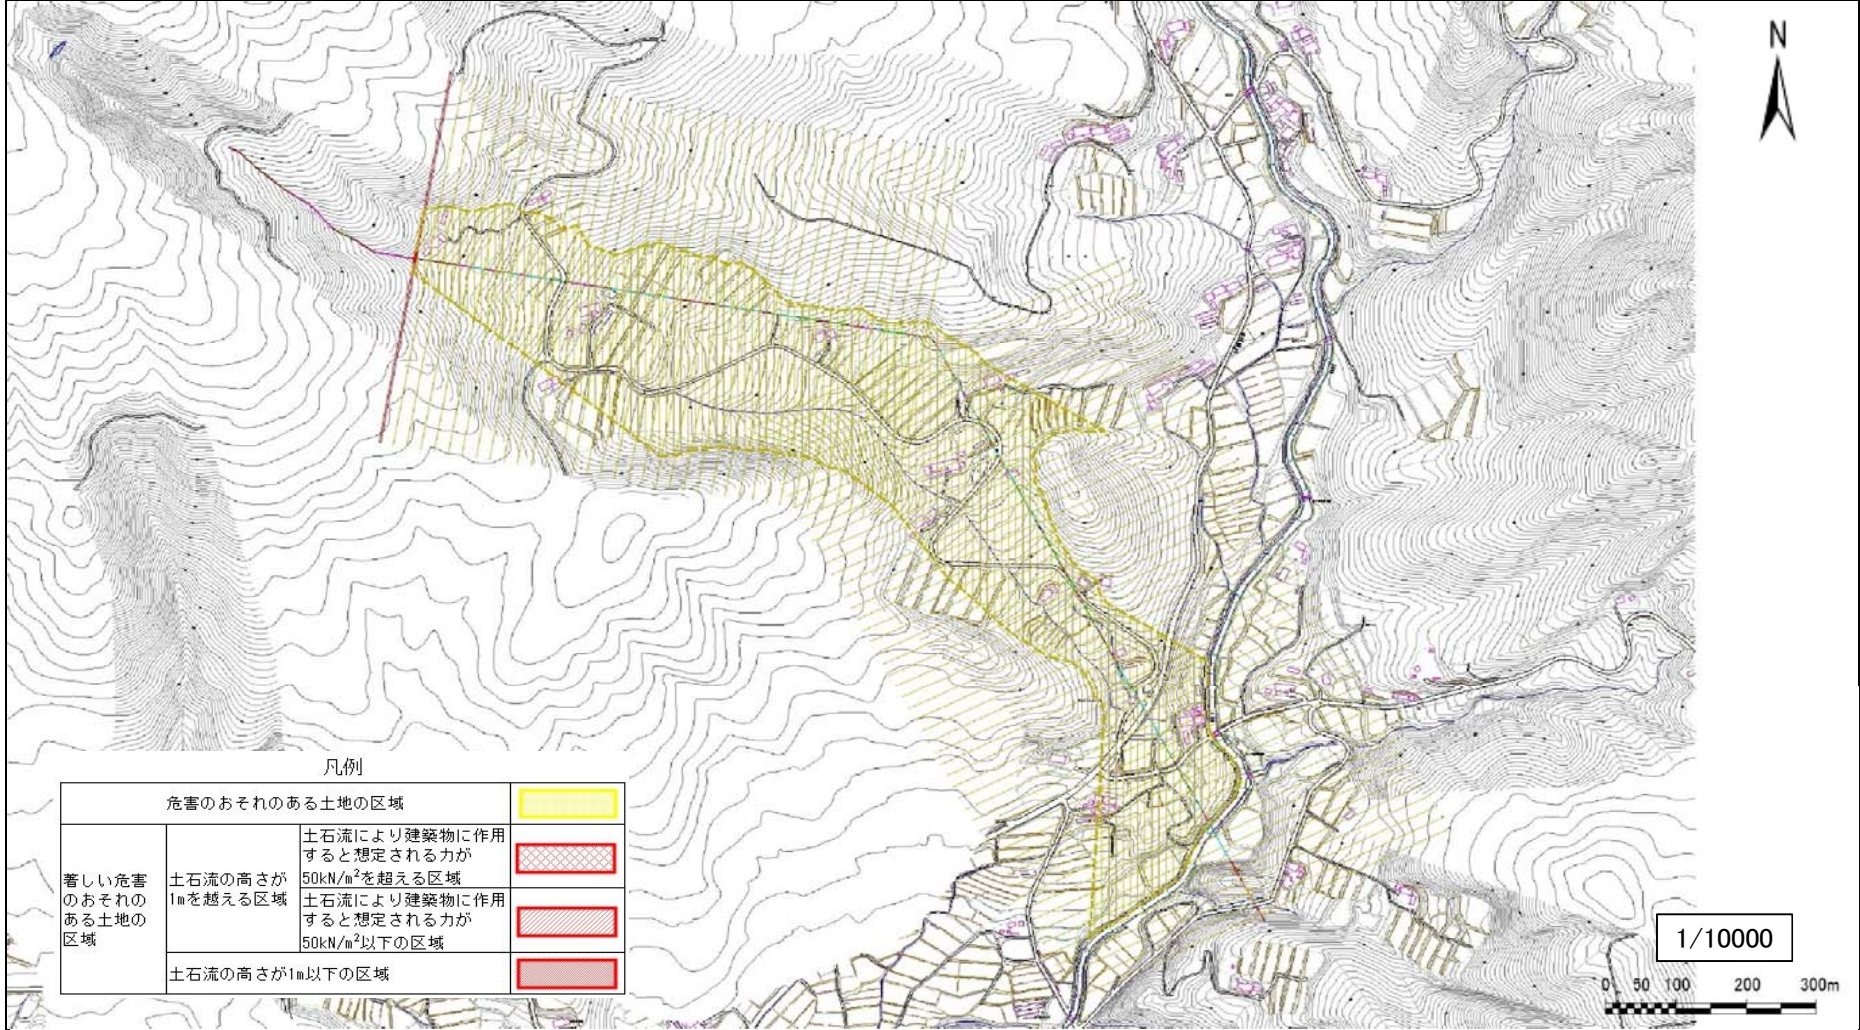 N
凡例
危害のおそれのある土地の区域
著しい危害
のおそれの
ある土地の
区域
土石流の高さが
1mを越える区域
土石流により建築物に作用
すると想定される力が
50kN/m²を超える区域
土石流により建築物に作用
すると想定される力が
50kN/m²以下の区域
土石流の高さが1m以下の区域
1/10000
0 50 100 200 300m